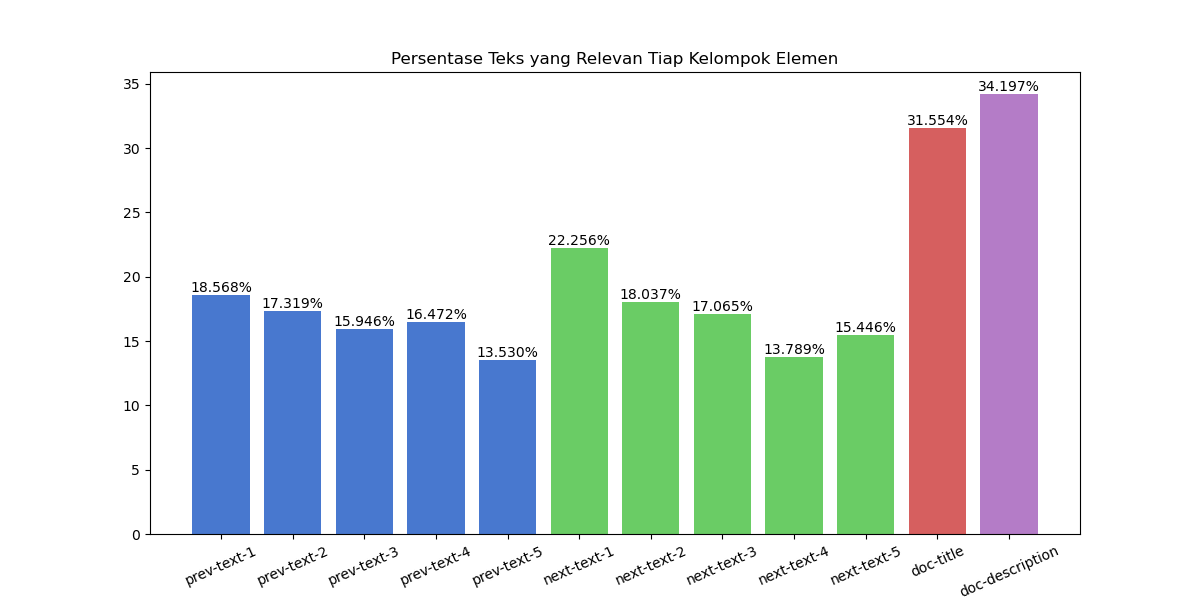 Persentase Teks yang Relevan Tiap Kelompok Elemen
35
30
25
20
15
10
5
0
18.568%
17.319%
15.946%
16.472%
13.530%
22.256%
18.037%
17.065%
13.789%
15.446%
31.554%
34.197%
prev-text-1
prev-text-2
prev-text-3
prev-text-4
prev-text-5
next-text-1
next-text-2
next-text-3
next-text-4
next-text-5
doc-title
doc-description